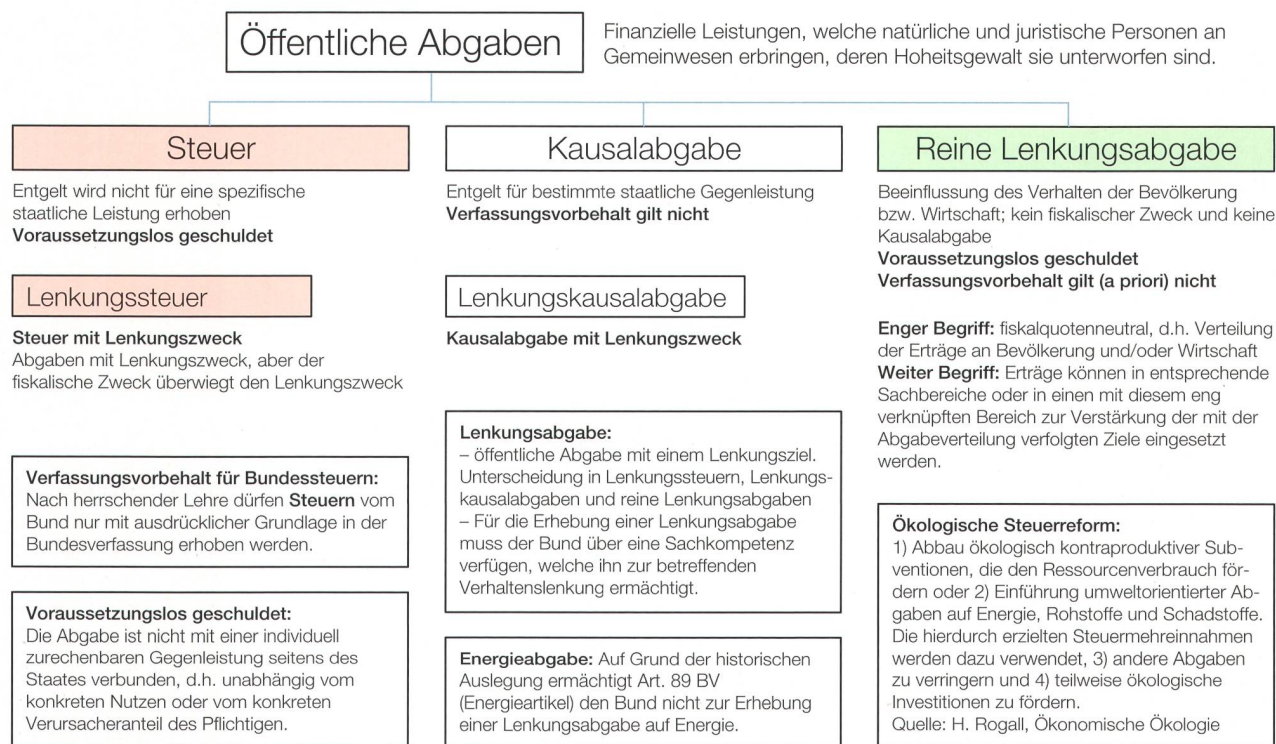 Öffentliche Abgaben
Finanzielle Leistungen, welche natürliche und juristische Personen an
Gemeinwesen erbringen, deren Hoheitsgewalt sie unterworfen sind.
Steuer
Entgelt wird nicht für eine spezifische
staatliche Leistung erhoben
Voraussetzungslos geschuldet
Lenkungssteuer
Steuer mit Lenkungszweck
Abgaben mit Lenkungszweck, aber der
fiskalische Zweck überwiegt den Lenkungszweck
Verfassungsvorbehalt für Bundessteuern:
Nach herrschender Lehre dürfen Steuern vom
Bund nur mit ausdrücklicher Grundlage in der
Bundesverfassung erhoben werden.
Voraussetzungslos geschuldet:
Die Abgabe ist nicht mit einer individuell
zurechenbaren Gegenleistung seitens des
Staates verbunden, d.h. unabhängig vom
konkreten Nutzen oder vom konkreten
Verursacheranteil des Pflichtigen.
Kausalabgabe
Entgelt für bestimmte staatliche Gegenleistung
Verfassungsvorbehalt gilt nicht
Lenkungskausalabgabe
Kausalabgabe mit Lenkungszweck
Lenkungsabgabe:
– öffentliche Abgabe mit einem Lenkungsziel.
Unterscheidung in Lenkungssteuern, Lenkungs-
kausalabgaben und reine Lenkungsabgaben
– Für die Erhebung einer Lenkungsabgabe
muss der Bund über eine Sachkompetenz
verfügen, welche ihn zur betreffenden
Verhaltenslenkung ermächtigt.
Energieabgabe: Auf Grund der historischen
Auslegung ermächtigt Art. 89 BV
(Energieartikel) den Bund nicht zur Erhebung
einer Lenkungsabgabe auf Energie.
Reine Lenkungsabgabe
Beeinflussung des Verhalten der Bevölkerung
bzw. Wirtschaft; kein fiskalischer Zweck und keine
Kausalabgabe
Voraussetzungslos geschuldet
Verfassungsvorbehalt gilt (a priori) nicht
Enger Begriff: fiskalquotenneutral, d.h. Verteilung
der Erträge an Bevölkerung und/oder Wirtschaft
Weiter Begriff: Erträge können in entsprechende
Sachbereiche oder in einen mit diesem eng
verknüpften Bereich zur Verstärkung der mit der
Abgabeverteilung verfolgten Ziele eingesetzt
werden.
Ökologische Steuerreform:
1) Abbau ökologisch kontraproduktiver Sub-
ventionen, die den Ressourcenverbrauch för-
dern oder 2) Einführung umweltorientierter Ab-
gaben auf Energie, Rohstoffe und Schadstoffe.
Die hierdurch erzielten Steuermehreinnahmen
werden dazu verwendet, 3) andere Abgaben
zu verringern und 4) teilweise ökologische
Investitionen zu fördern.
Quelle: H. Rogall, Ökonomische Ökologie